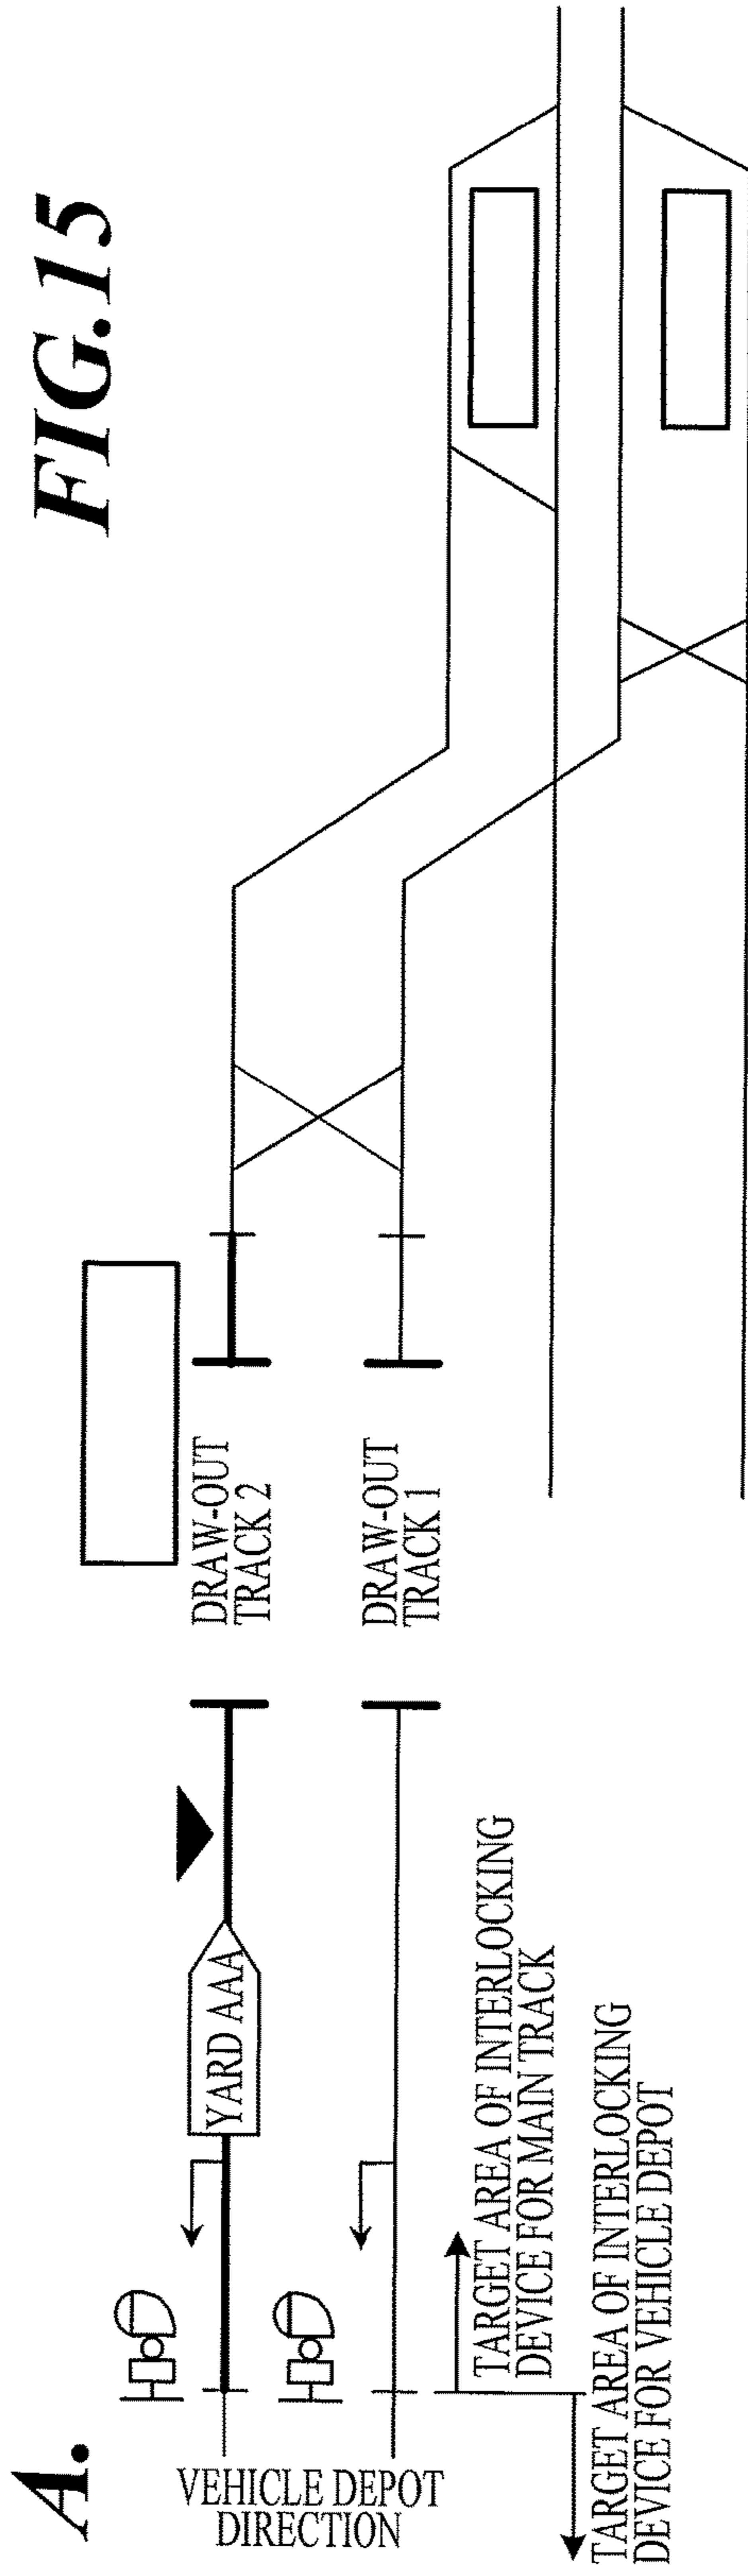 FIG.15
A.
VEHICLE DEPOT
DIRECTION
YARD AAA
DRAW-OUT
TRACK 2
DRAW-OUT
TRACK 1
TARGET AREA OF INTERLOCKING
DEVICE FOR MAIN TRACK
TARGET AREA OF INTERLOCKING
DEVICE FOR VEHICLE DEPOT